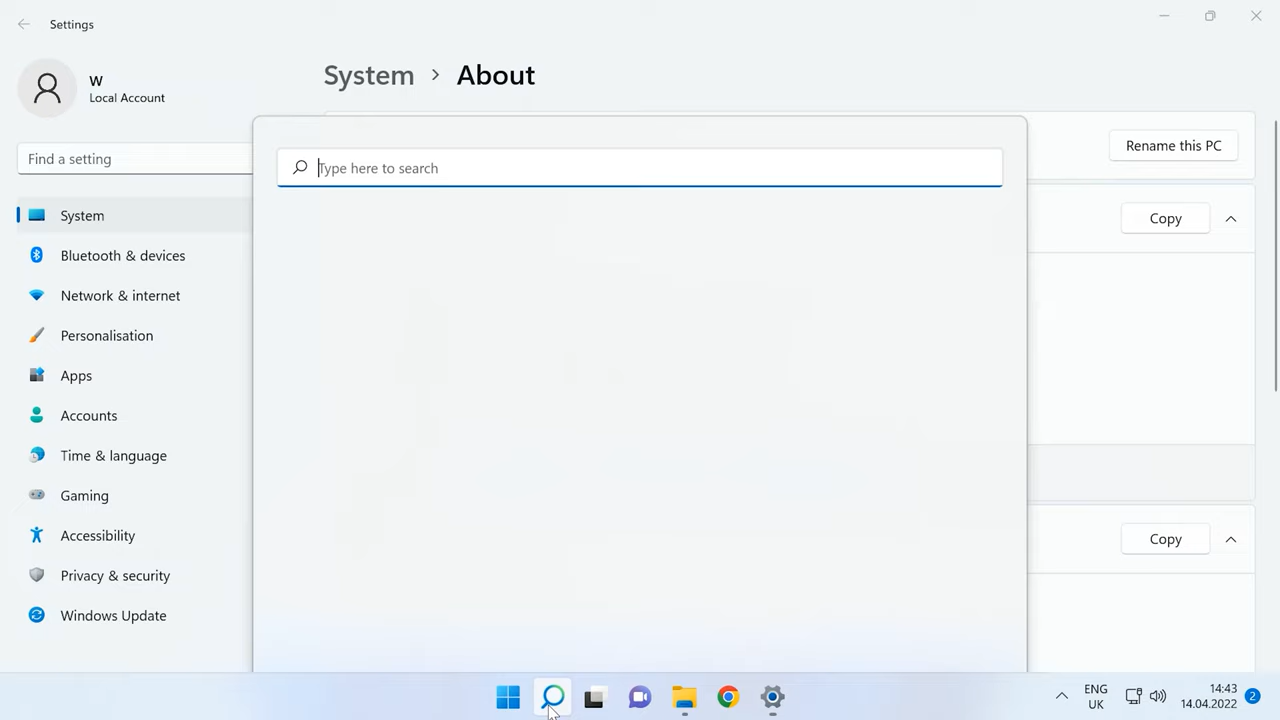 Settings
W
Local Account
Find a setting
System
Bluetooth & devices
Network & internet
Personalisation
Apps
Accounts
Time & language
Gaming
Accessibility
Privacy & security
Windows Update
System > About
Rename this PC
Type here to search
Copy
Copy
ENG
UK
14:43
14.04.2022
2